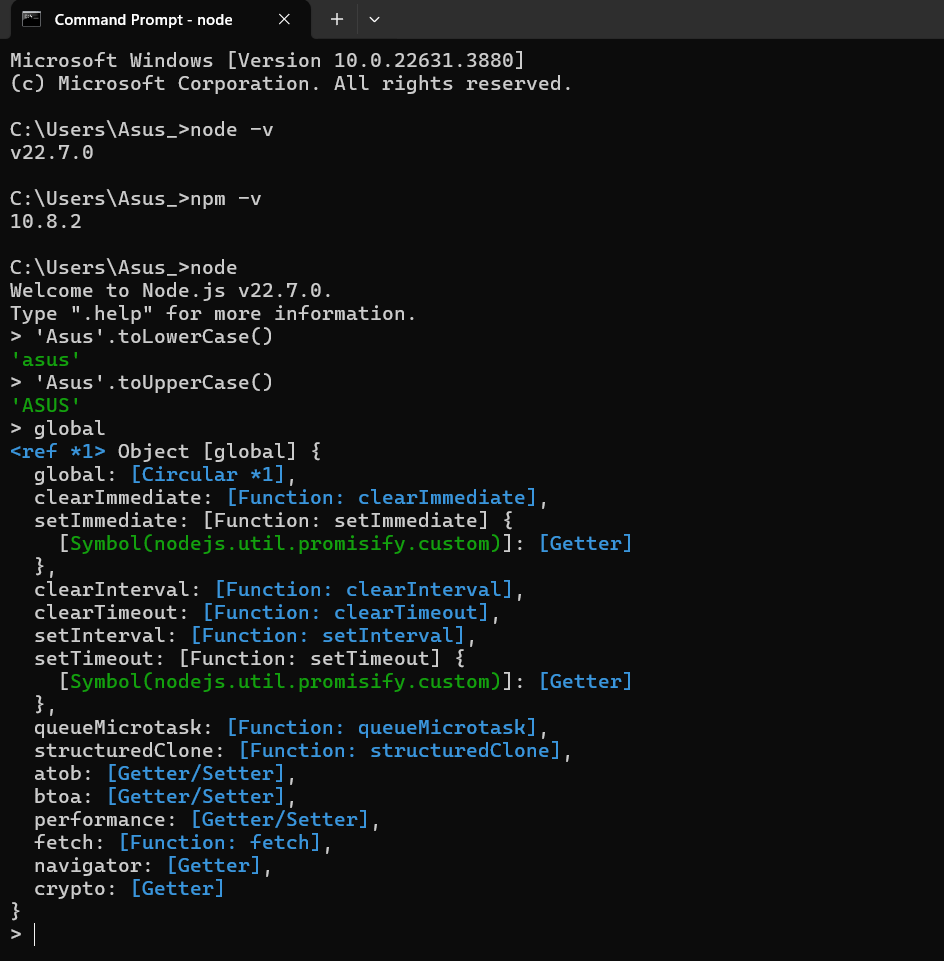 Command Prompt - node
Microsoft Windows [Version 10.0.22631.3880]
(c) Microsoft Corporation. All rights reserved.
C:\Users\Asus_>node -v
v22.7.0
C:\Users\Asus_>npm -v
10.8.2
C:\Users\Asus_>node
Welcome to Node.js v22.7.0.
Type ".help" for more information.
> 'Asus'.toLowerCase()
'asus'
> 'Asus'.toUpperCase()
'ASUS'
> global
<ref *1> Object [global] {
  global: [Circular *1],
  clearImmediate: [Function: clearImmediate],
  setImmediate: [Function: setImmediate] {
    [Symbol(nodejs.util.promisify.custom)]: [Getter]
  },
  clearInterval: [Function: clearInterval],
  clearTimeout: [Function: clearTimeout],
  setInterval: [Function: setInterval],
  setTimeout: [Function: setTimeout] {
    [Symbol(nodejs.util.promisify.custom)]: [Getter]
  },
  queueMicrotask: [Function: queueMicrotask],
  structuredClone: [Function: structuredClone],
  atob: [Getter/Setter],
  btoa: [Getter/Setter],
  performance: [Getter/Setter],
  fetch: [Function: fetch],
  navigator: [Getter],
  crypto: [Getter]
}
>